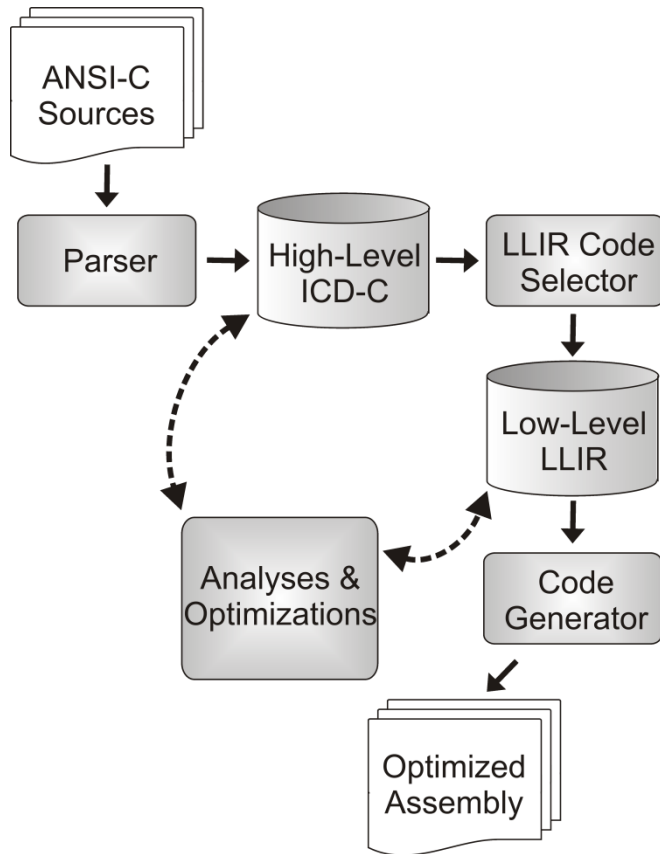 ANSI-C
Sources
Parser
High-Level
ICD-C
LLIR Code
Selector
Low-Level
LLIR
Analyses &
Optimizations
Code
Generator
Optimized
Assembly